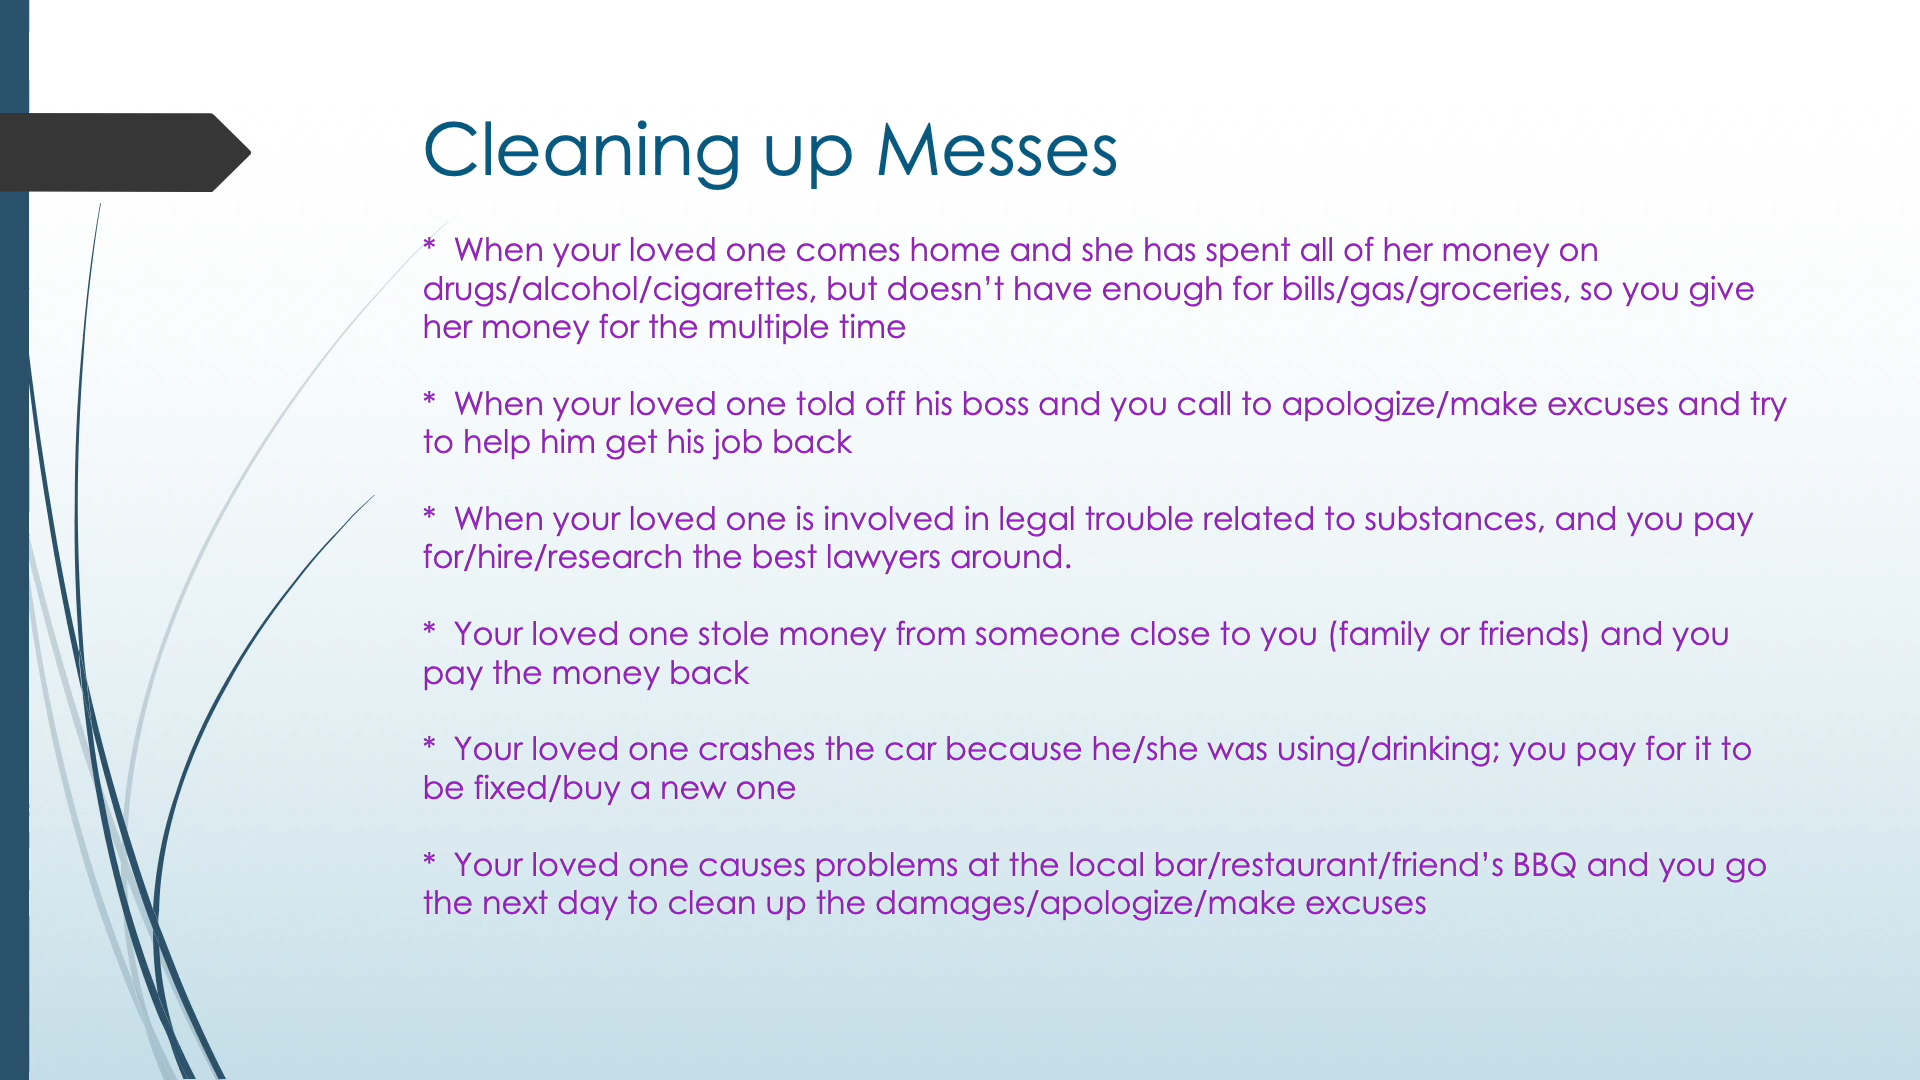 Cleaning up Messes
* When your loved one comes home and she has spent all of her money on
drugs/alcohol/cigarettes, but doesn’t have enough for bills/gas/groceries, so you give
her money for the multiple time
* When your loved one told off his boss and you call to apologize/make excuses and try
to help him get his job back
* When your loved one is involved in legal trouble related to substances, and you pay
for/hire/research the best lawyers around.
* Your loved one stole money from someone close to you (family or friends) and you
pay the money back
* Your loved one crashes the car because he/she was using/drinking; you pay for it to
be fixed/buy a new one
* Your loved one causes problems at the local bar/restaurant/friend’s BBQ and you go
the next day to clean up the damages/apologize/make excuses